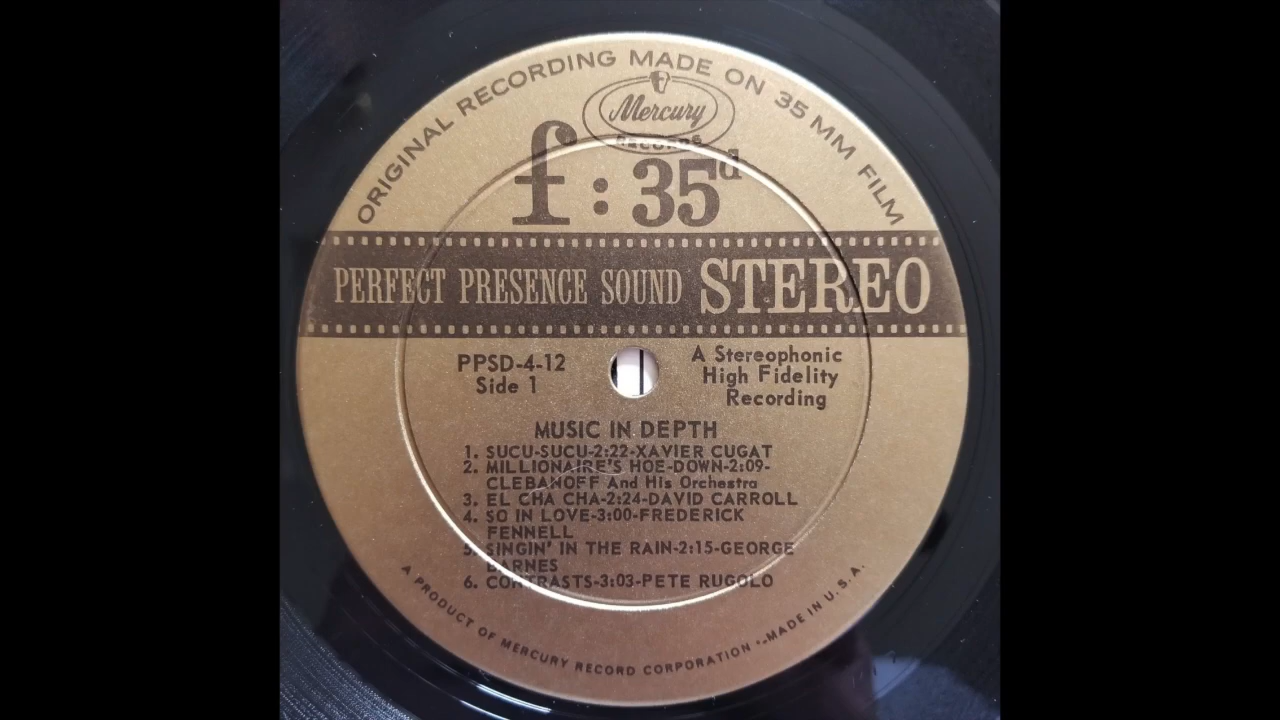 ORIGINAL RECORDING MADE ON 35 MM FILM
Mercury
RECORDS
f:35d
PERFECT PRESENCE SOUND STEREO
PPSD-4-12
Side 1
A Stereophonic
High Fidelity
Recording
MUSIC IN DEPTH
1. SUCU-SUCU-2:22-XAVIER CUGAT
2. MILLIONAIRE'S HOE-DOWN-2:09-
CLEBANOFF And His Orchestra
3. EL CHA CHA-2:24-DAVID CARROLL
4. SO IN LOVE-3:00-FREDERICK
FENNELL
5. SINGIN' IN THE RAIN-2:15-GEORGE
BARNES
6. CONTRASTS-3:03-PETE RUGOLO
A PRODUCT OF MERCURY RECORD CORPORATION •—MADE IN U.S.A.